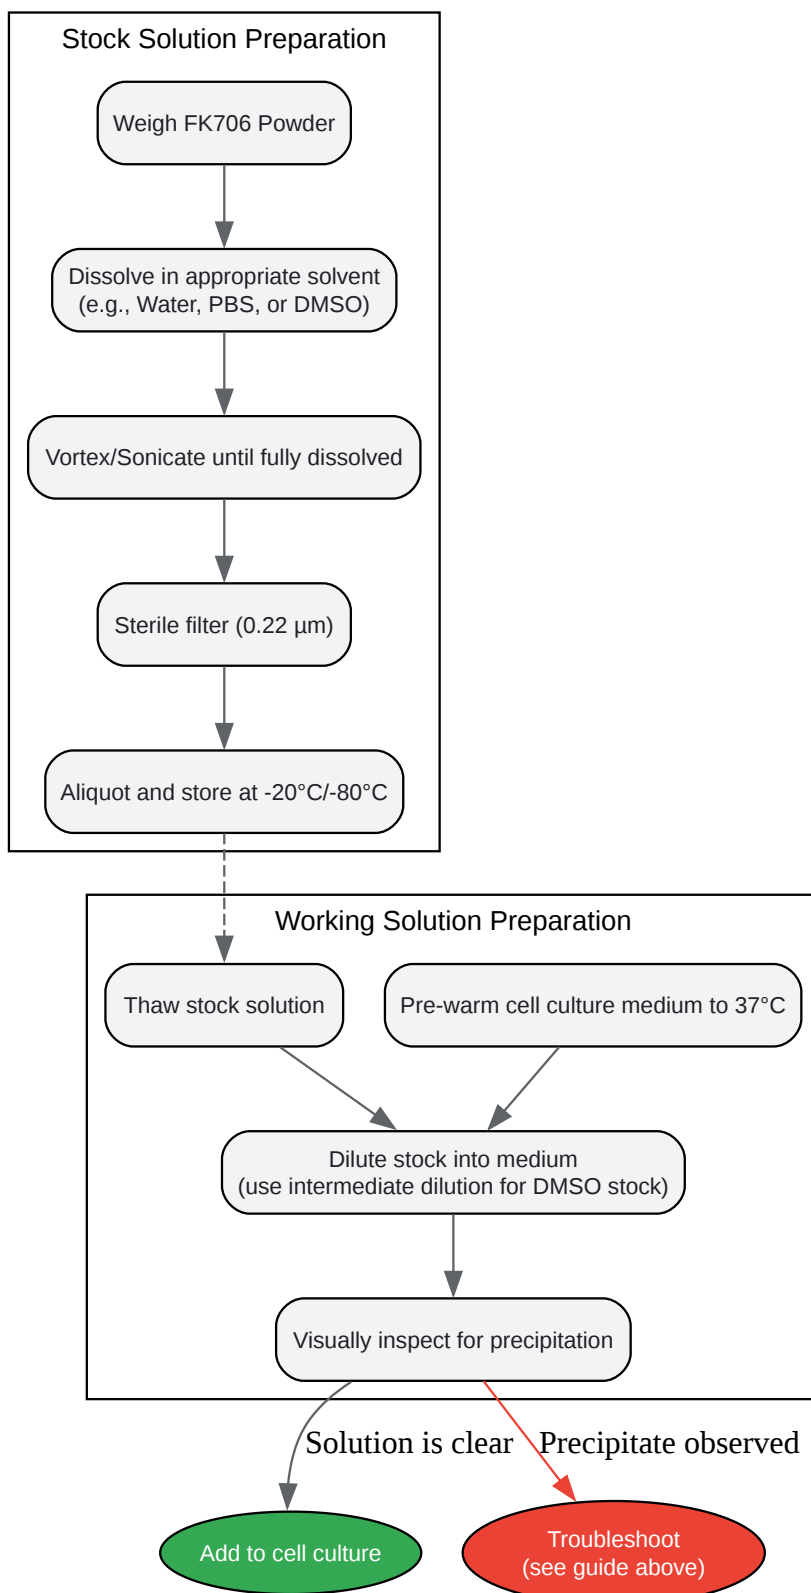 Stock Solution Preparation
Weigh FK706 Powder
Dissolve in appropriate solvent
(e.g., Water, PBS, or DMSO)
Vortex/Sonicate until fully dissolved
Sterile filter (0.22 µm)
Aliquot and store at -20°C/-80°C
Working Solution Preparation
Thaw stock solution
Pre-warm cell culture medium to 37°C
Dilute stock into medium
(use intermediate dilution for DMSO stock)
Visually inspect for precipitation
Solution is clear
Precipitate observed
Add to cell culture
Troubleshoot
(see guide above)